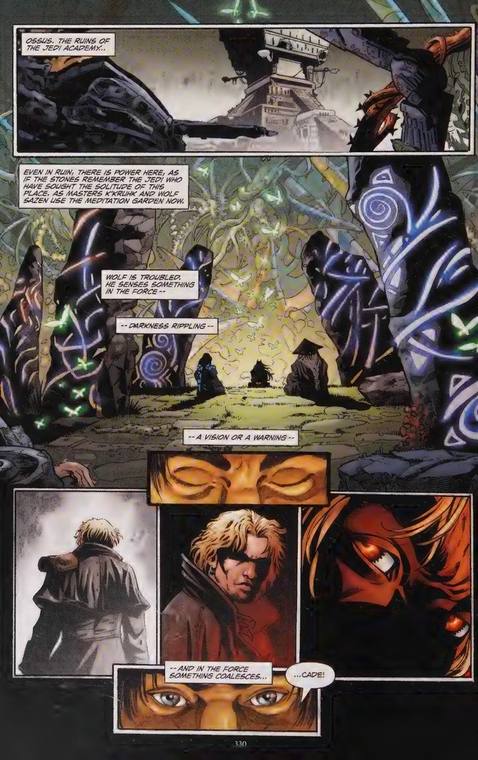 OSSUS. THE RUINS OF
THE JEDI ACADEMY...
EVEN IN RUIN, THERE IS POWER HERE, AS
IF THE STONES REMEMBER THE JEDI WHO
HAVE SOUGHT THE SOLITUDE OF THIS
PLACE. AS MASTERS K'KRUHK AND WOLF
SAZEN USE THE MEDITATION GARDEN NOW.
WOLF IS TROUBLED.
HE SENSES SOMETHING
IN THE FORCE --
-- DARKNESS RIPPLING --
-- A VISION OR A WARNING --
-- AND IN THE FORCE
SOMETHING COALESCES...
...CADE!
330